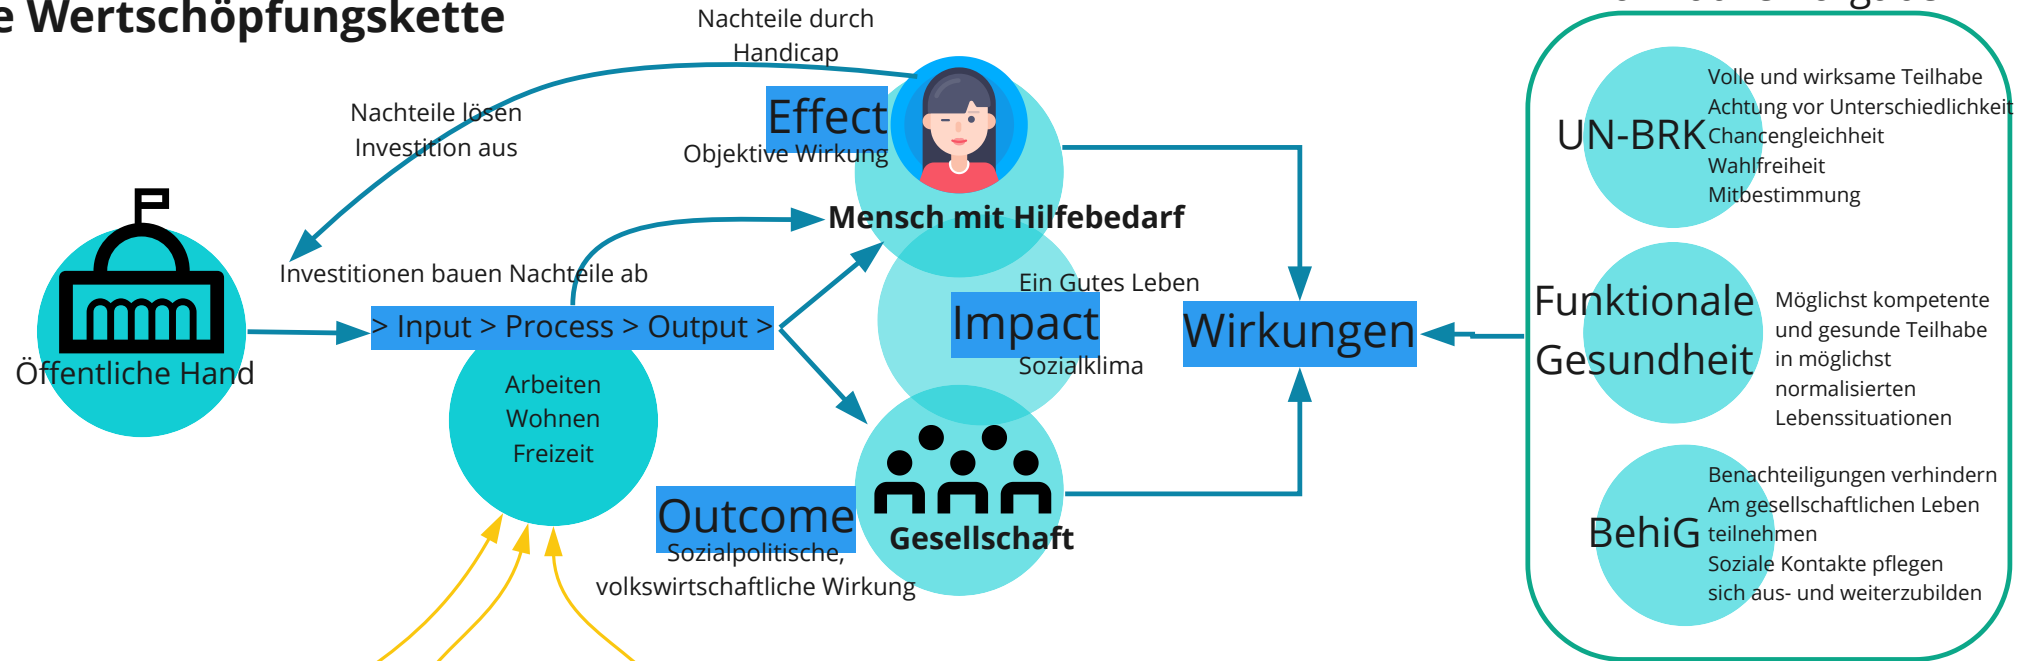 Wertschöpfungskette
Nachteile durch
Handicap
Nachteile lösen
Investition aus
Effect
Objektive Wirkung
Mensch mit Hilfebedarf
Öffentliche Hand
Investitionen bauen Nachteile ab
> Input > Process > Output >
Arbeiten
Wohnen
Freizeit
Ein Gutes Leben
Impact
Sozialklima
Wirkungen
Outcome
Sozialpolitische,
volkswirtschaftliche Wirkung
Gesellschaft
UN-BRK
Volle und wirksame Teilhabe
Achtung vor Unterschiedlichkeit
Chancengleichheit
Wahlfreiheit
Mitbestimmung
Funktionale
Gesundheit
Möglichst kompetente
und gesunde Teilhabe
in möglichst
normalisierten
Lebenssituationen
BehiG
Benachteiligungen verhindern
Am gesellschaftlichen Leben
teilnehmen
Soziale Kontakte pflegen
sich aus- und weiterzubilden